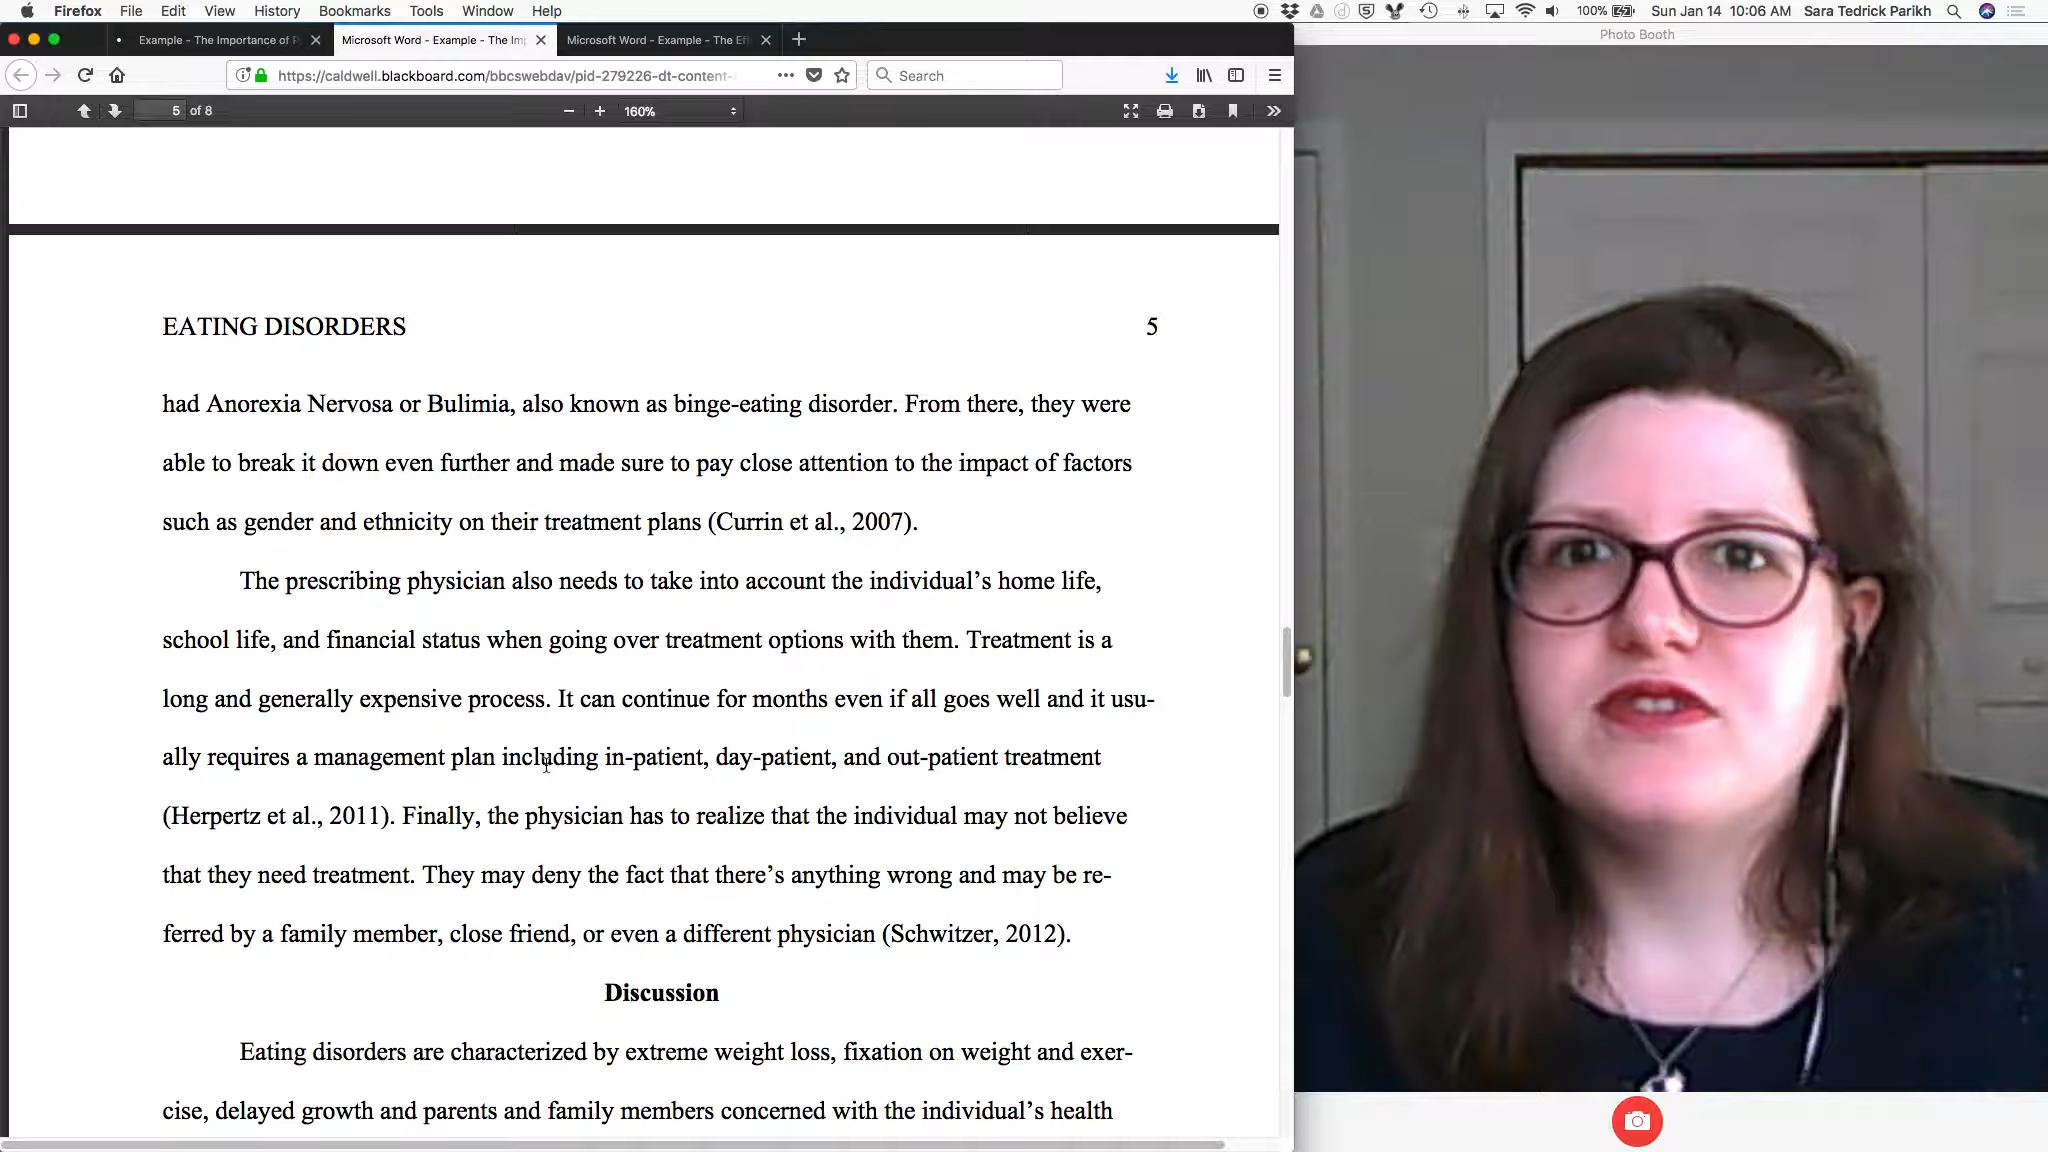 Firefox File Edit View History Bookmarks Tools Window Help 100% Sun Jan 14 10:06 AM Sara Tedrick Parikh
Photo Booth
Example - The Importance of Microsoft Word - Example - The Im Microsoft Word - Example - The Eff
https://caldwell.blackboard.com/bbcswebdav/pid-279226-dt-content- Search
5 of 8 160%
EATING DISORDERS 5
had Anorexia Nervosa or Bulimia, also known as binge-eating disorder. From there, they were
able to break it down even further and made sure to pay close attention to the impact of factors
such as gender and ethnicity on their treatment plans (Currin et al., 2007).
The prescribing physician also needs to take into account the individual’s home life,
school life, and financial status when going over treatment options with them. Treatment is a
long and generally expensive process. It can continue for months even if all goes well and it usu-
ally requires a management plan including in-patient, day-patient, and out-patient treatment
(Herpertz et al., 2011). Finally, the physician has to realize that the individual may not believe
that they need treatment. They may deny the fact that there’s anything wrong and may be re-
ferred by a family member, close friend, or even a different physician (Schwitzer, 2012).
Discussion
Eating disorders are characterized by extreme weight loss, fixation on weight and exer-
cise, delayed growth and parents and family members concerned with the individual’s health